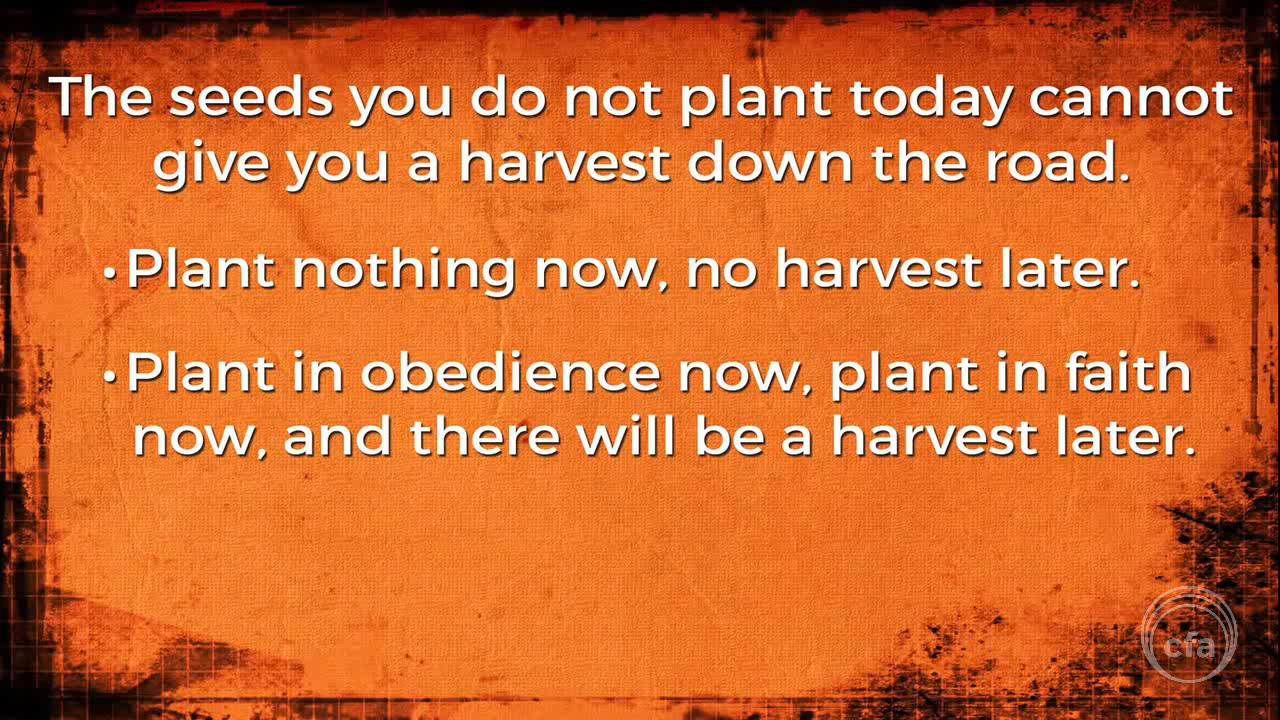 The seeds you do not plant today cannot
give you a harvest down the road.
• Plant nothing now, no harvest later.
• Plant in obedience now, plant in faith
now, and there will be a harvest later.
cfa